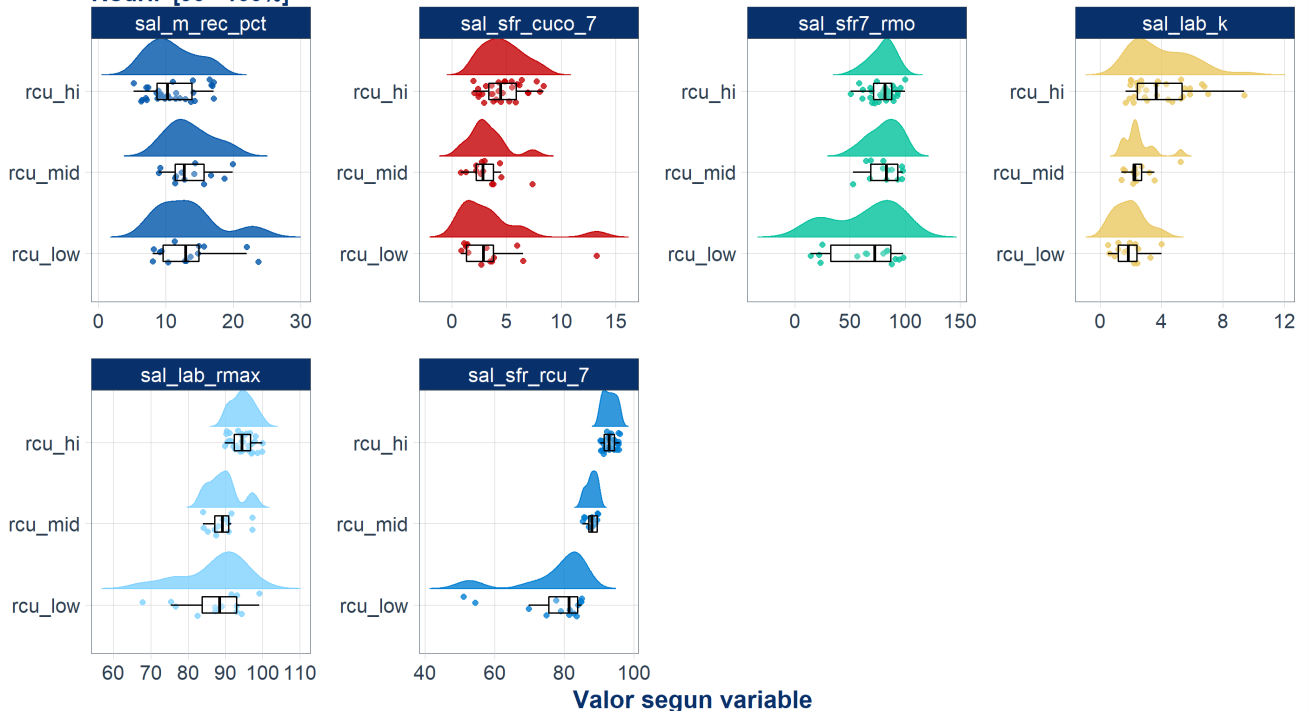 sal_m_rec_pct
sal_sfr_cuco_7
sal_sfr7_rmo
sal_lab_k
rcu_hi
rcu_mid
rcu_low
0 10 20 30
rcu_hi
rcu_mid
rcu_low
0 5 10 15
rcu_hi
rcu_mid
rcu_low
0 50 100 150
rcu_hi
rcu_mid
rcu_low
0 4 8 12
sal_lab_rmax
sal_sfr_rcu_7
rcu_hi
rcu_mid
rcu_low
60 70 80 90 100 110
rcu_hi
rcu_mid
rcu_low
40 60 80 100
Valor segun variable